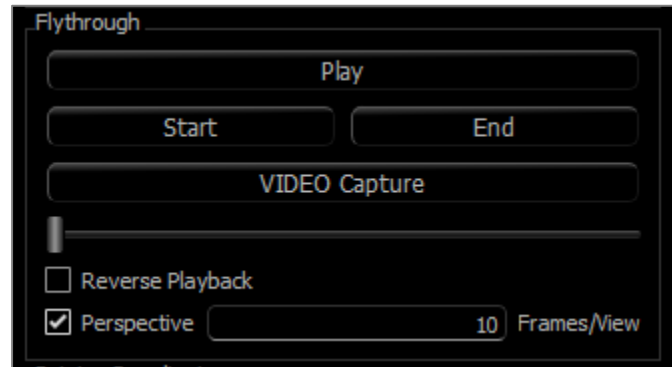 Flythrough
Play
Start End
VIDEO Capture
Reverse Playback
Perspective 10 Frames/View